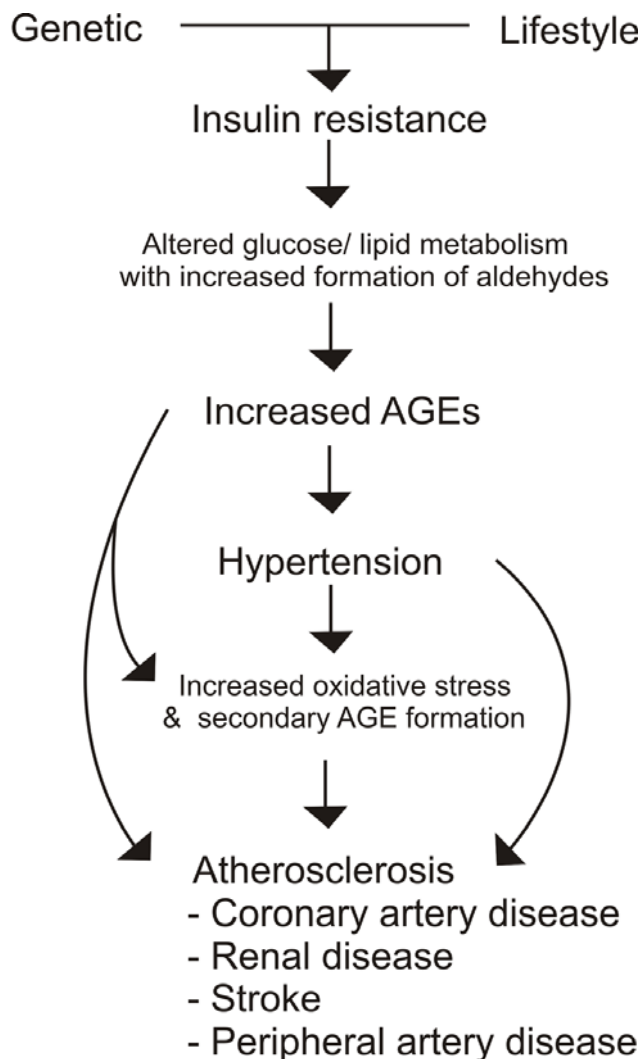 Genetic Lifestyle
Insulin resistance
Altered glucose/ lipid metabolism
with increased formation of aldehydes
Increased AGEs
Hypertension
Increased oxidative stress
& secondary AGE formation
Atherosclerosis
- Coronary artery disease
- Renal disease
- Stroke
- Peripheral artery disease